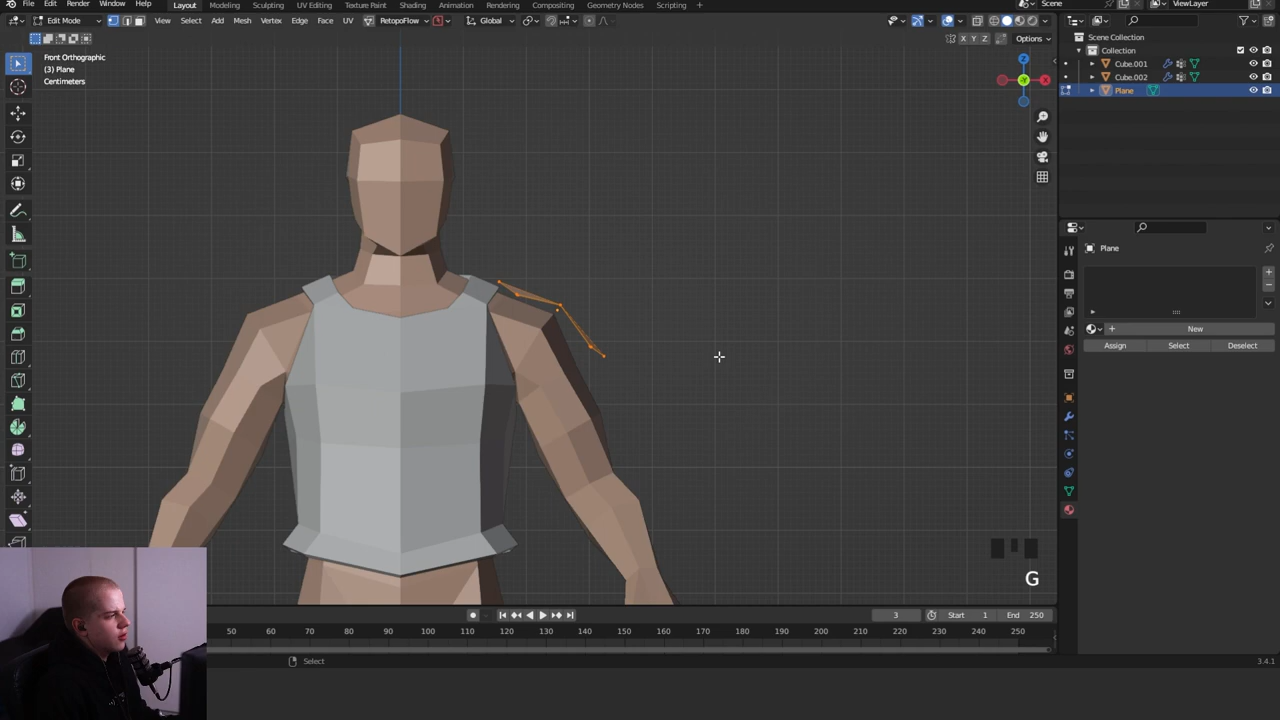 File Edit Render Window Help Layout Modeling Sculpting UV Editing Texture Paint Shading Animation Rendering Compositing Geometry Nodes Scripting Scene ViewLayer
Edit Mode View Select Add Mesh Vertex Edge Face UV RetopoFlow Global
X Y Z Options
Scene Collection
Collection
Cube.001
Cube.002
Plane
Front Orthographic
(3) Plane
Centimeters
Z
Y
X
Plane
New
Assign Select Deselect
G
3 Start 1 End 250
50 60 70 80 90 100 110 120 130 140 150 160 170 180 190 200 210 220 230 240 250
Select 3.4.1